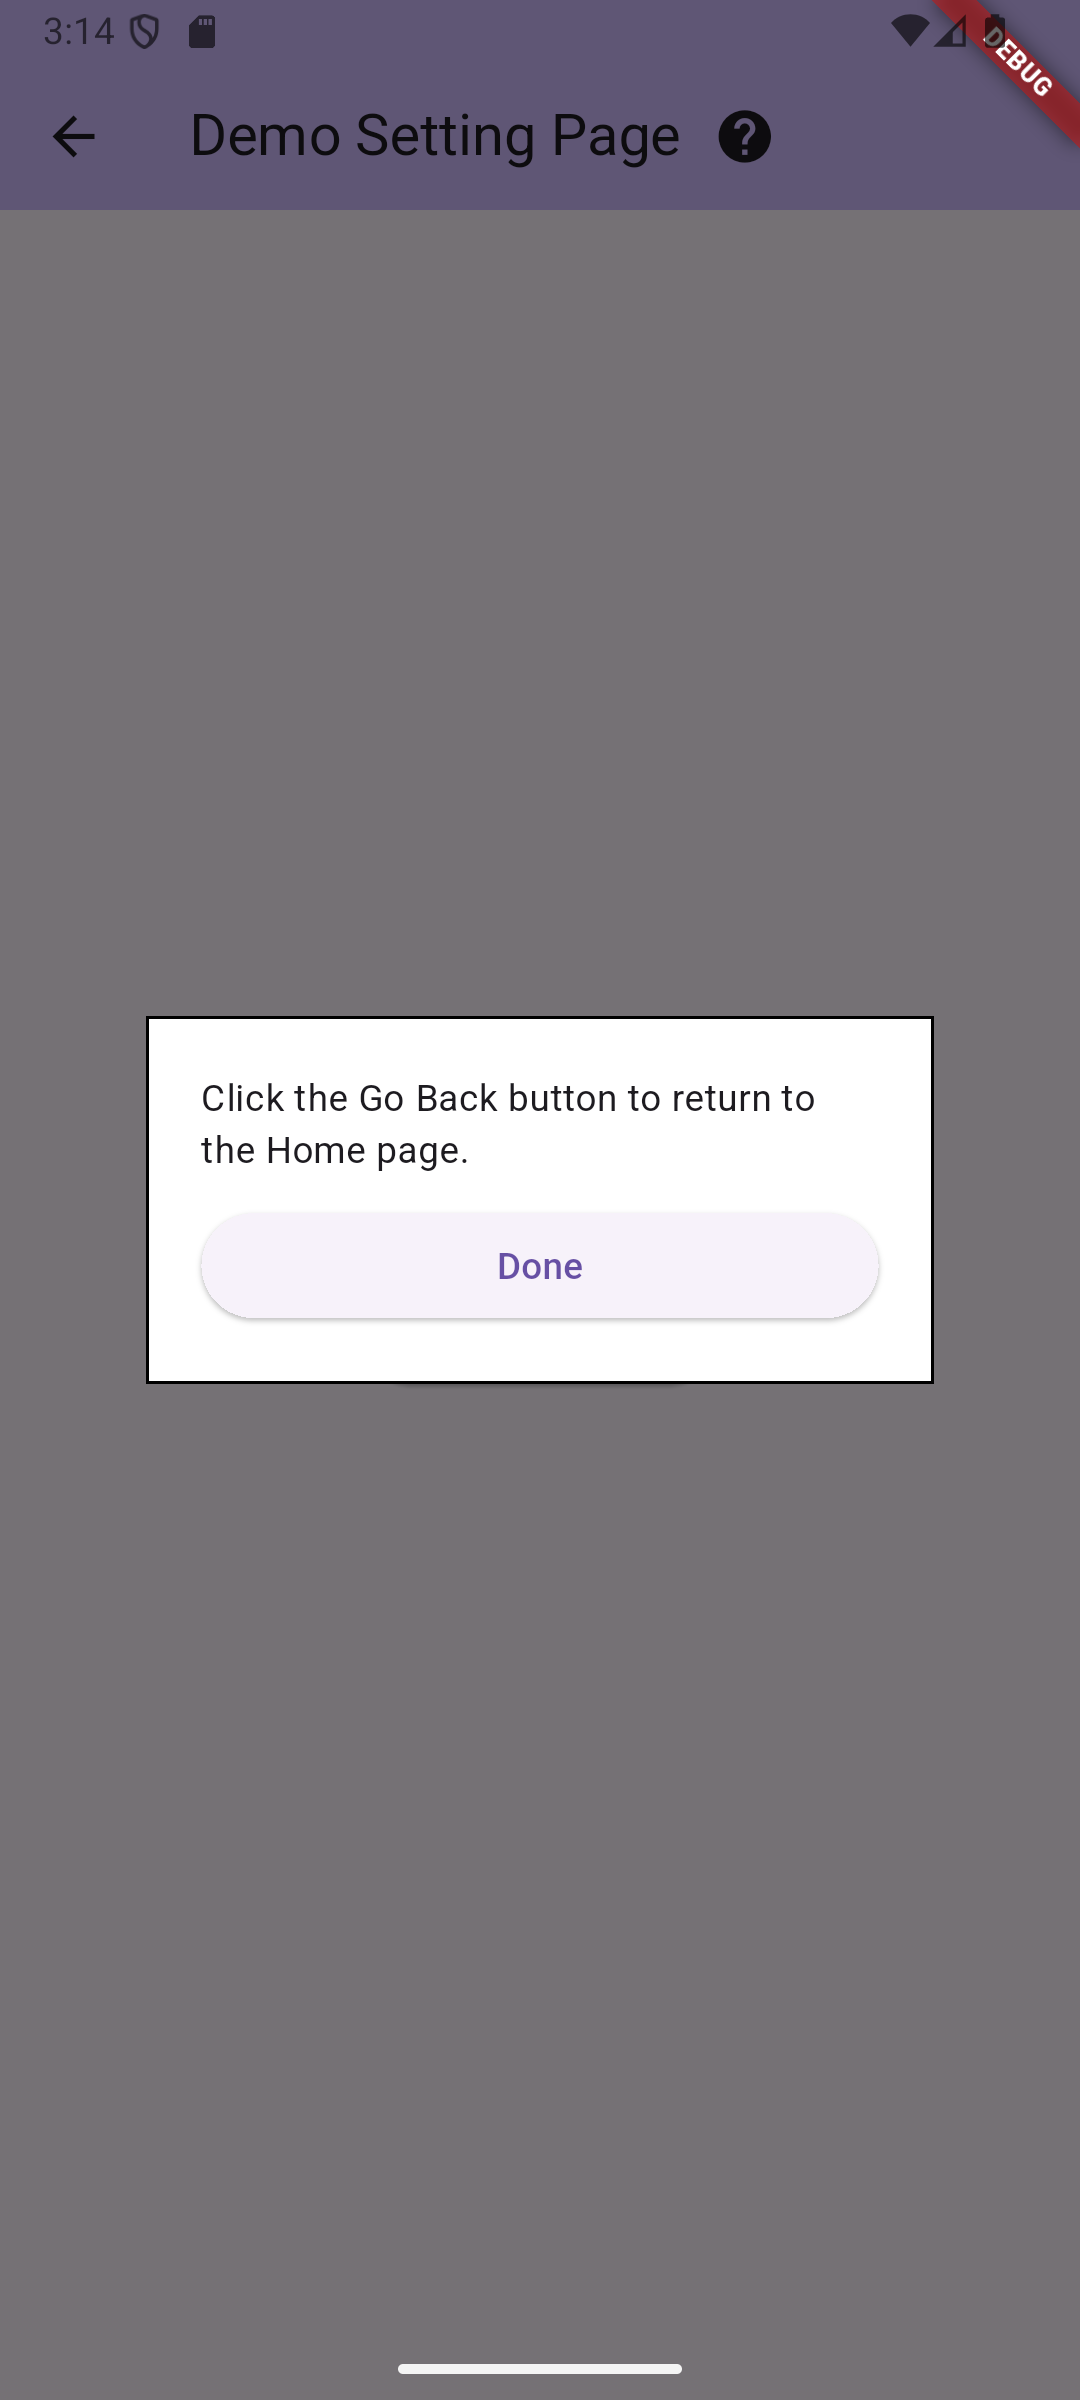 3:14
DEBUG
Demo Setting Page
Click the Go Back button to return to
the Home page.
Done